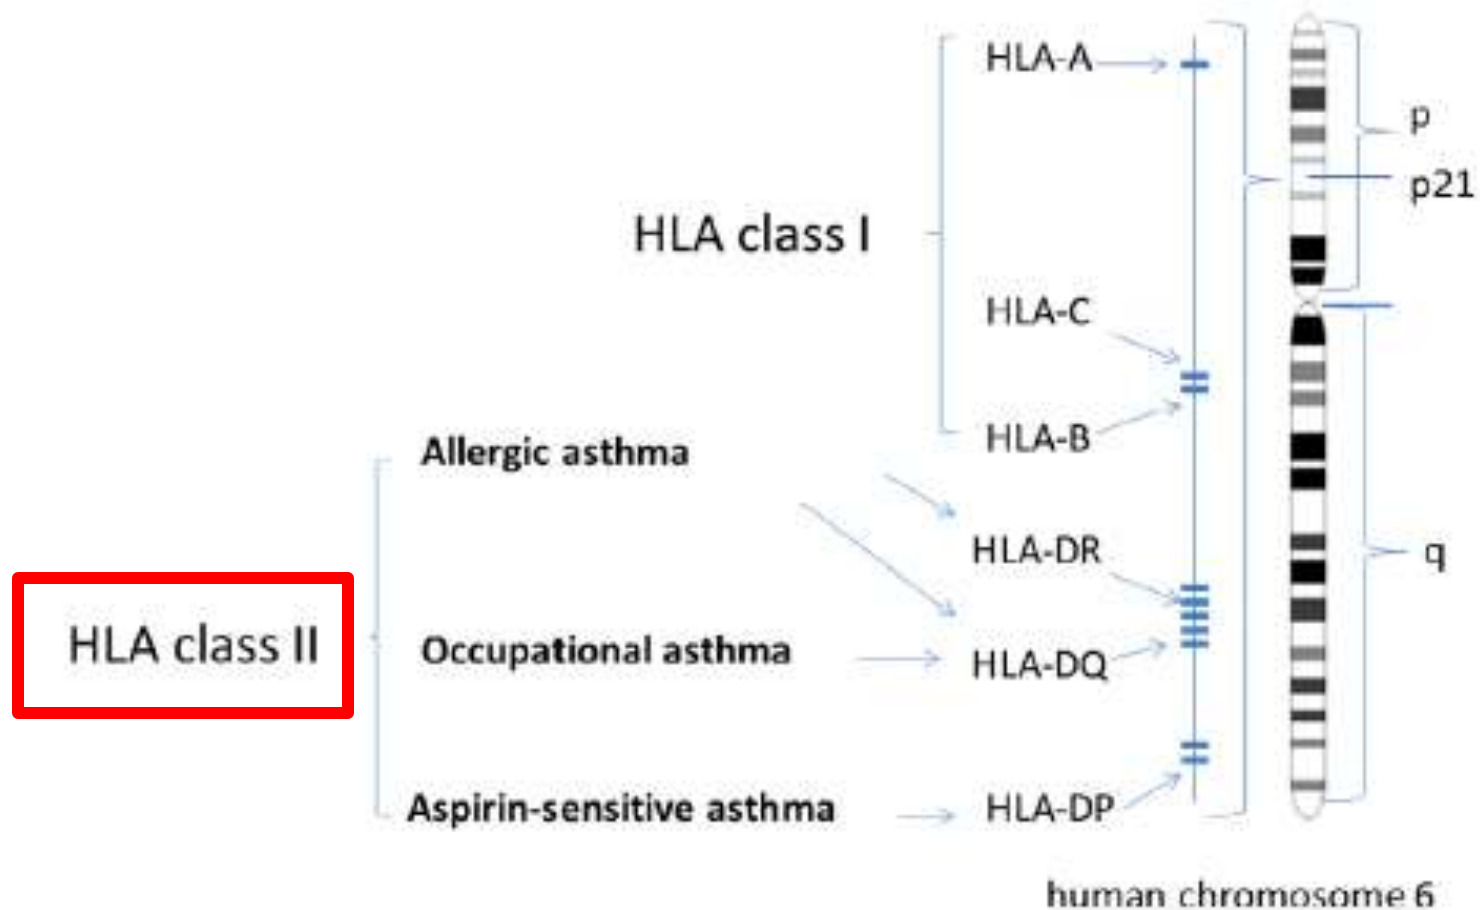 HLA-A
p
p21
HLA class I
HLA-C
HLA-B
Allergic asthma
HLA-DR
q
HLA class II
Occupational asthma
HLA-DQ
Aspirin-sensitive asthma
HLA-DP
human chromosome 6